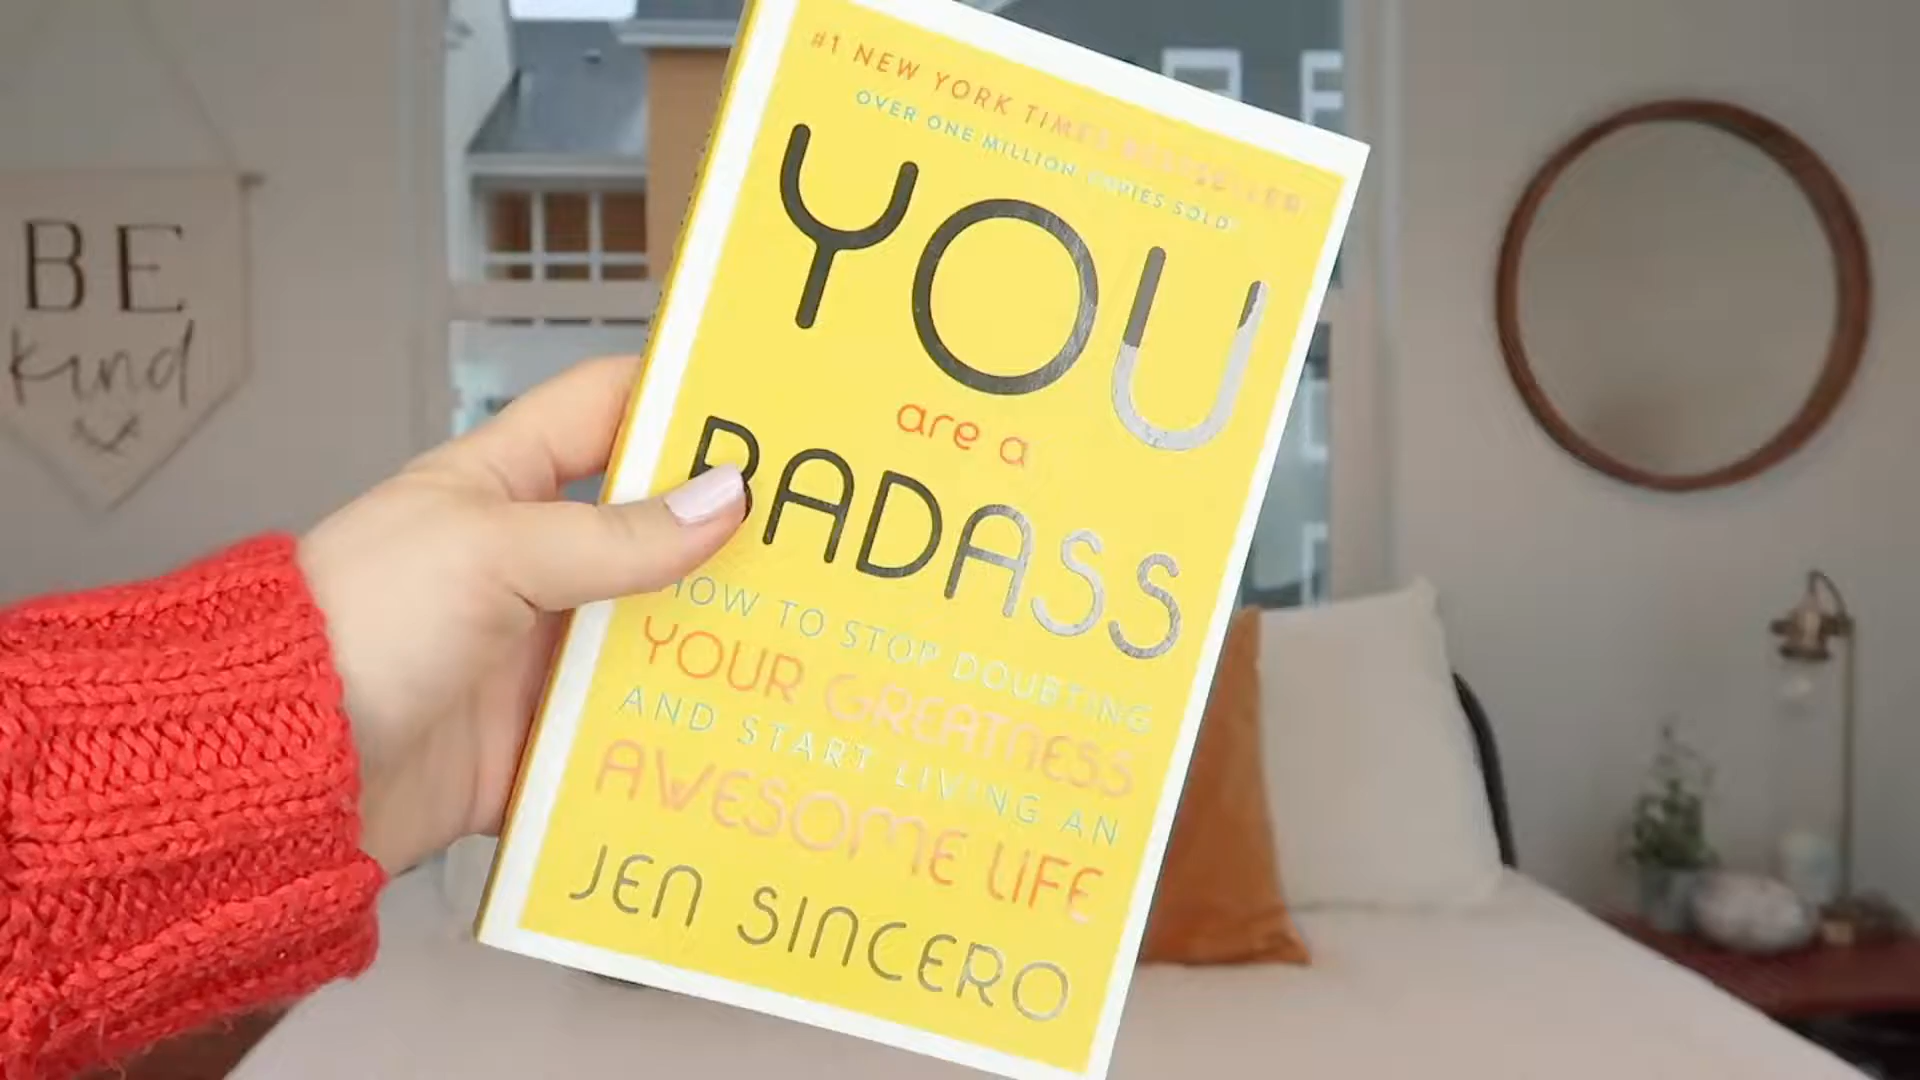 BE
kind
#1 NEW YORK TIMES BESTSELLER!
OVER ONE MILLION COPIES SOLD!
YOU
are a
BADASS
HOW TO STOP DOUBTING
YOUR GREATNESS
AND START LIVING AN
AWESOME LIFE
JEN SINCERO